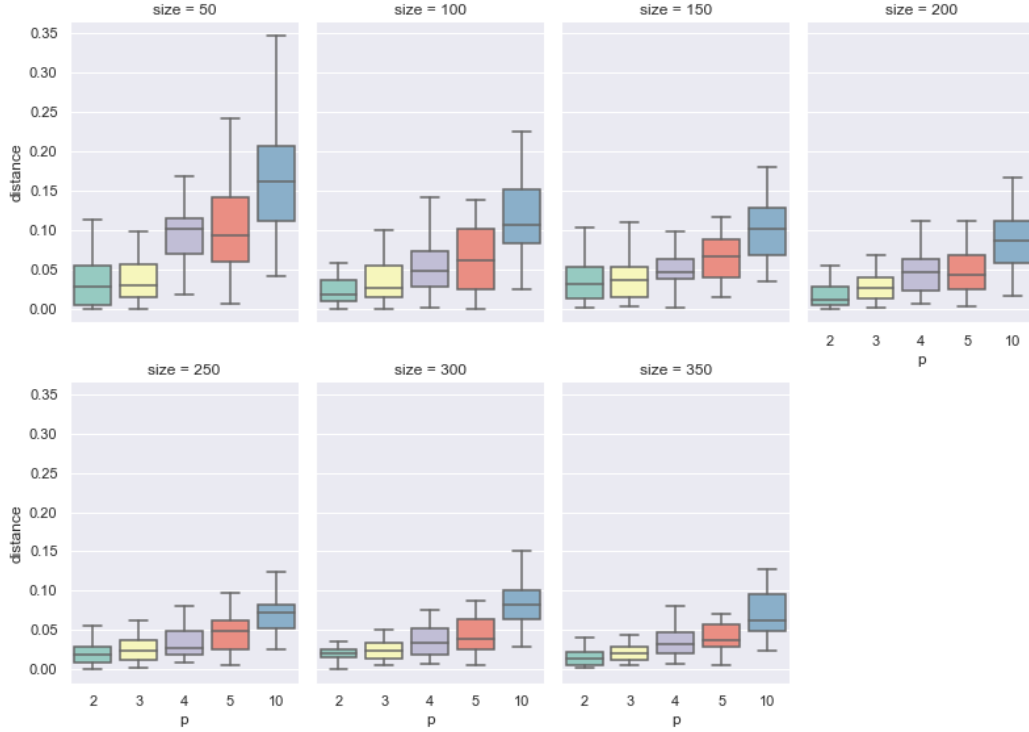 size = 50
size = 100
size = 150
size = 200
0.35
0.30
0.25
0.20
0.15
0.10
0.05
0.00
distance
2 3 4 5 10
p
size = 250
size = 300
size = 350
0.35
0.30
0.25
0.20
0.15
0.10
0.05
0.00
distance
2 3 4 5 10
p
2 3 4 5 10
p
2 3 4 5 10
p